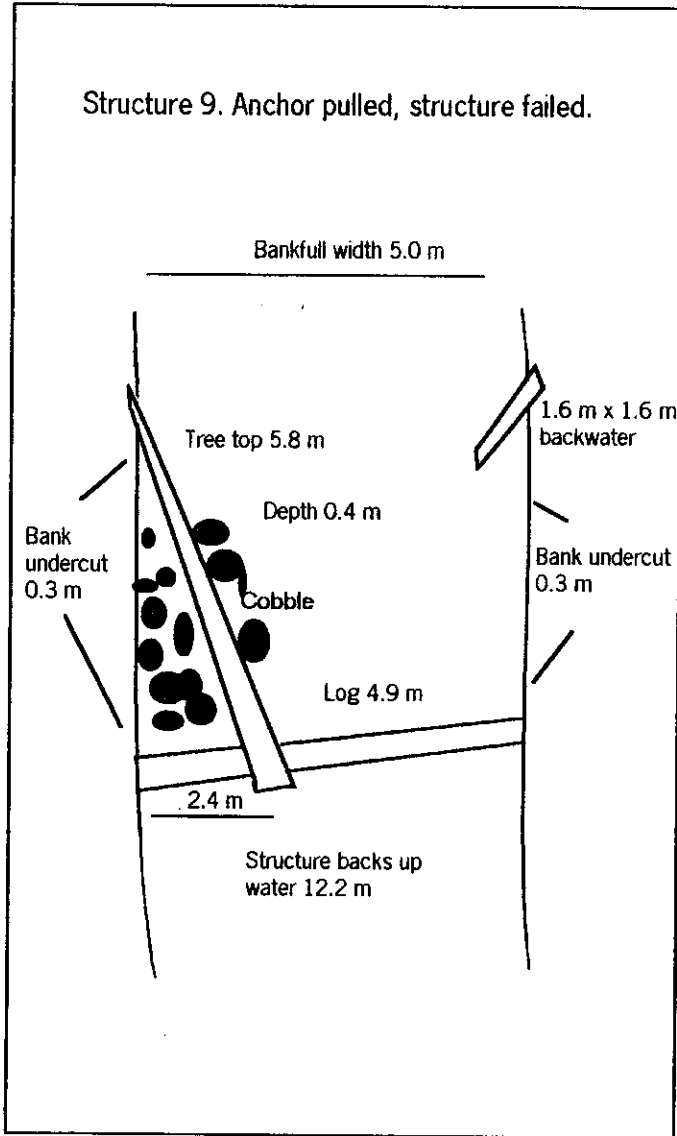 Structure 9. Anchor pulled, structure failed.
Bankfull width 5.0 m
Tree top 5.8 m
1.6 m x 1.6 m
backwater
Depth 0.4 m
Bank
undercut
0.3 m
Bank undercut
0.3 m
Cobble
Log 4.9 m
2.4 m
Structure backs up
water 12.2 m